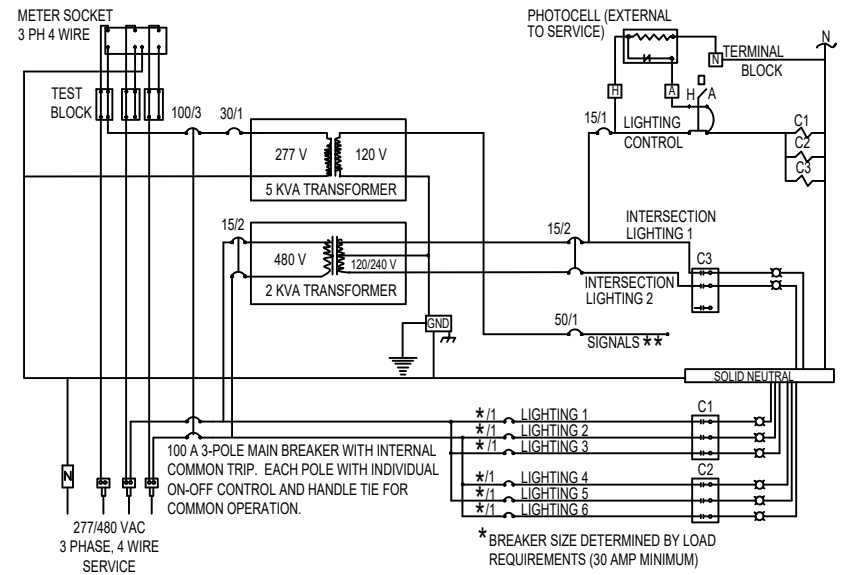 METER SOCKET
3 PH 4 WIRE
PHOTOCELL (EXTERNAL
TO SERVICE)
N
N
TERMINAL
BLOCK
TEST
BLOCK
100/3
30/1
H
A
H
A
15/1
LIGHTING
CONTROL
C1
C2
C3
277 V
120 V
5 KVA TRANSFORMER
15/2
480 V
120/240 V
2 KVA TRANSFORMER
15/2
INTERSECTION
LIGHTING 1
C3
INTERSECTION
LIGHTING 2
GND
50/1
SIGNALS **
SOLID NEUTRAL
*/1 LIGHTING 1
*/1 LIGHTING 2
*/1 LIGHTING 3
C1
100 A 3-POLE MAIN BREAKER WITH INTERNAL
COMMON TRIP. EACH POLE WITH INDIVIDUAL
ON-OFF CONTROL AND HANDLE TIE FOR
COMMON OPERATION.
N
*/1 LIGHTING 4
*/1 LIGHTING 5
*/1 LIGHTING 6
C2
277/480 VAC
3 PHASE, 4 WIRE
SERVICE
* BREAKER SIZE DETERMINED BY LOAD
REQUIREMENTS (30 AMP MINIMUM)